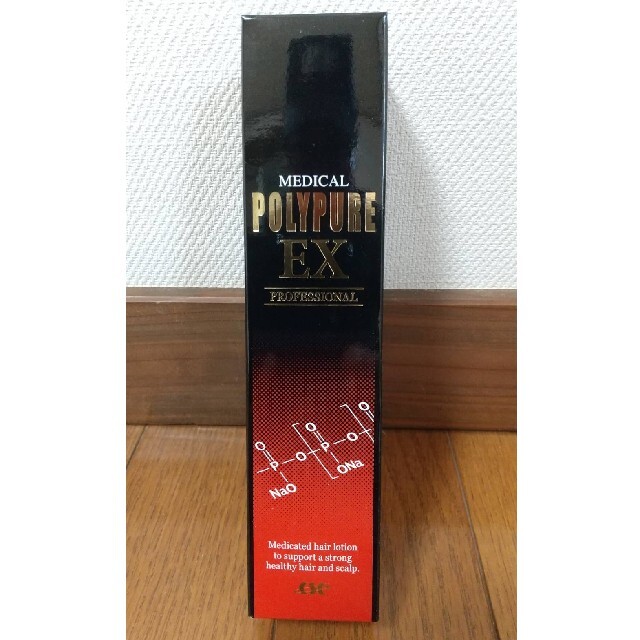 MEDICAL
POLYPURE
EX
PROFESSIONAL
O
O
P
O
P
O
NaO
ONa
Medicated hair lotion
to support a strong
healthy hair and scalp.